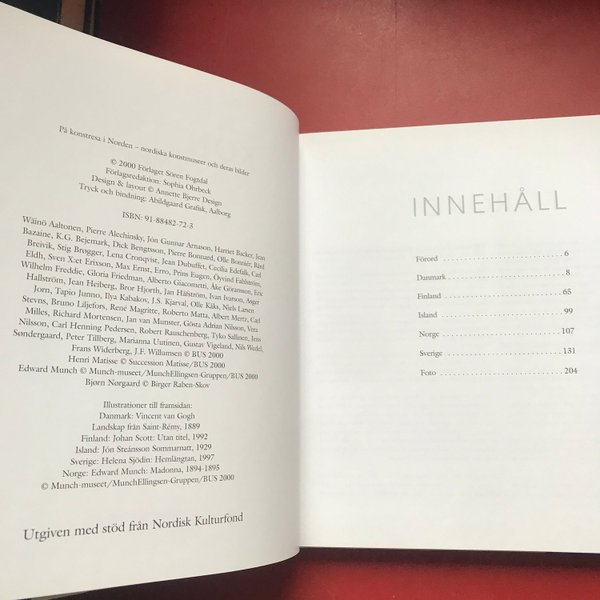 På konstresa i Norden – nordiska konstmuseer och deras bilder
© 2000 Förlaget Sören Fogtdal
Förlagsredaktion: Sophia Ohrbeck
Design & layout © Annette Bjerre Design
Tryck och bindning: Abildgaard Grafisk, Aalborg
ISBN: 91-88482-72-3
Wäinö Aaltonen, Pierre Alechinsky, Jón Gunnar Arnason, Harriet Backer, Jean
Bazaine, K.G. Bejemark, Dick Bengtsson, Pierre Bonnard, Olle Bonniér, Bård
Breivik, Stig Brøgger, Lena Cronqvist, Jean Dubuffet, Cecilia Edefalk, Carl
Eldh, Sven X:et Erixson, Max Ernst, Erro, Prins Eugen, Öyvind Fahlström,
Wilhelm Freddie, Gloria Friedman, Alberto Giacometti, Åke Göransson, Eric
Hallström, Jean Heiberg, Bror Hjorth, Jan Håfström, Ivan Ivarson, Asger
Jorn, Tapio Junno, Ilya Kabakov, J.S. Kjarval, Olle Kåks, Niels Larsen
Stevns, Bruno Liljefors, René Magritte, Roberto Matta, Albert Mertz, Carl
Milles, Richard Mortensen, Jan van Munster, Gösta Adrian Nilsson, Vera
Nilsson, Carl Henning Pedersen, Robert Rauschenberg, Tyko Sallinen, Jens
Søndergaard, Peter Tillberg, Marianna Uutinen, Gustav Vigeland, Nils Wedel,
Frans Widerberg, J.F. Willumsen © BUS 2000
Henri Matisse © Succession Matisse/BUS 2000
Edward Munch © Munch-museet/MunchEllingsen-Gruppen/BUS 2000
Bjørn Nørgaard © Birger Raben-Skov
Illustrationer till framsidan:
Danmark: Vincent van Gogh
Landskap från Saint-Rémy, 1889
Finland: Johan Scott: Utan titel, 1992
Island: Jón Steánsson Sommarnatt, 1929
Sverige: Helena Sjödin: Hemlängtan, 1997
Norge: Edward Munch: Madonna, 1894-1895
© Munch-museet/MunchEllingsen-Gruppen/BUS 2000
Utgiven med stöd från Nordisk Kulturfond
INNEHÅLL
Förord 6
Danmark 8
Finland 65
Island 99
Norge 107
Sverige 131
Foto 204